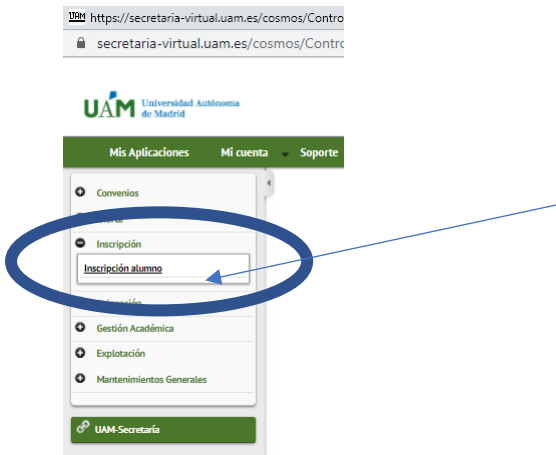 UAM https://secretaria-virtual.uam.es/cosmos/Contro
secretaria-virtual.uam.es/cosmos/Contro
UAM Universidad Autónoma
de Madrid
Mis Aplicaciones Mi cuenta Soporte
Convenios
Inscripción
Inscripción alumno
Gestión Académica
Explotación
Mantenimientos Generales
UAM-Secretaría